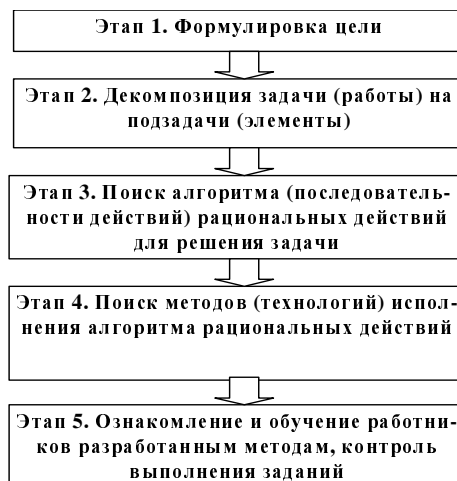 Этап 1. Формулировка цели
Этап 2. Декомпозиция задачи (работы) на
подзадачи (элементы)
Этап 3. Поиск алгоритма (последователь-
ности действий) рациональных действий
для решения задачи
Этап 4. Поиск методов (технологий) испол-
нения алгоритма рациональных действий
Этап 5. Ознакомление и обучение работни-
ков разработанным методам, контроль
выполнения заданий